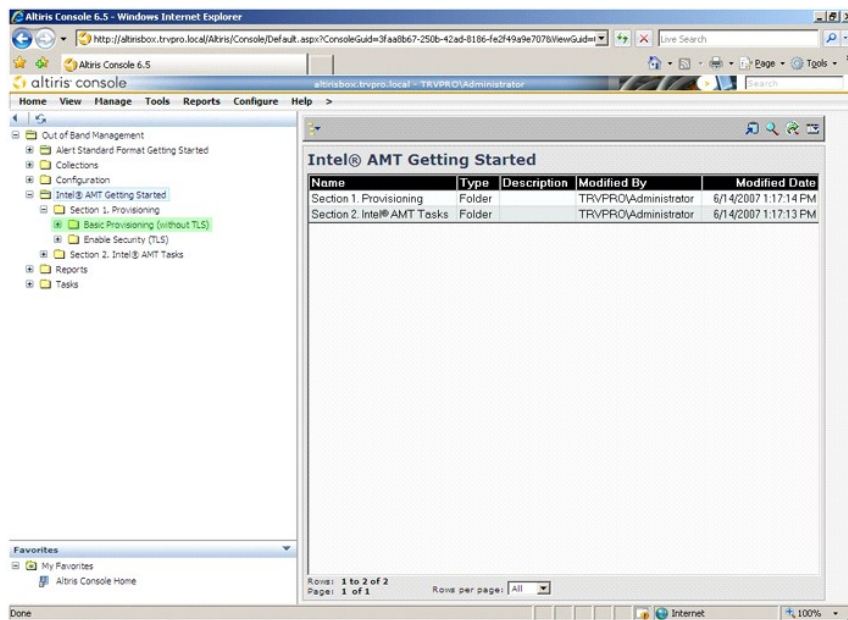 Altiris Console 6.5 - Windows Internet Explorer
http://altirisbox.trvpro.local/Altiris/Console/Default.aspx?ConsoleGuid=3faa8b67-250b-42ad-8186-fe2f49a9e707&ViewGuid=
Live Search
Altiris Console 6.5
Page
Tools
altiris console
altirisbox.trvpro.local - TRVPRO\Administrator
Search
Home View Manage Tools Reports Configure Help >
Out of Band Management
Alert Standard Format Getting Started
Collections
Configuration
Intel® AMT Getting Started
Section 1. Provisioning
Basic Provisioning (without TLS)
Enable Security (TLS)
Section 2. Intel® AMT Tasks
Reports
Tasks
Intel® AMT Getting Started
Name Type Description Modified By Modified Date
Section 1. Provisioning Folder TRVPRO\Administrator 6/14/2007 1:17:14 PM
Section 2. Intel® AMT Tasks Folder TRVPRO\Administrator 6/14/2007 1:17:13 PM
Favorites
My Favorites
Altiris Console Home
Rows: 1 to 2 of 2
Page: 1 of 1 Rows per page: All
Done
Internet
100%